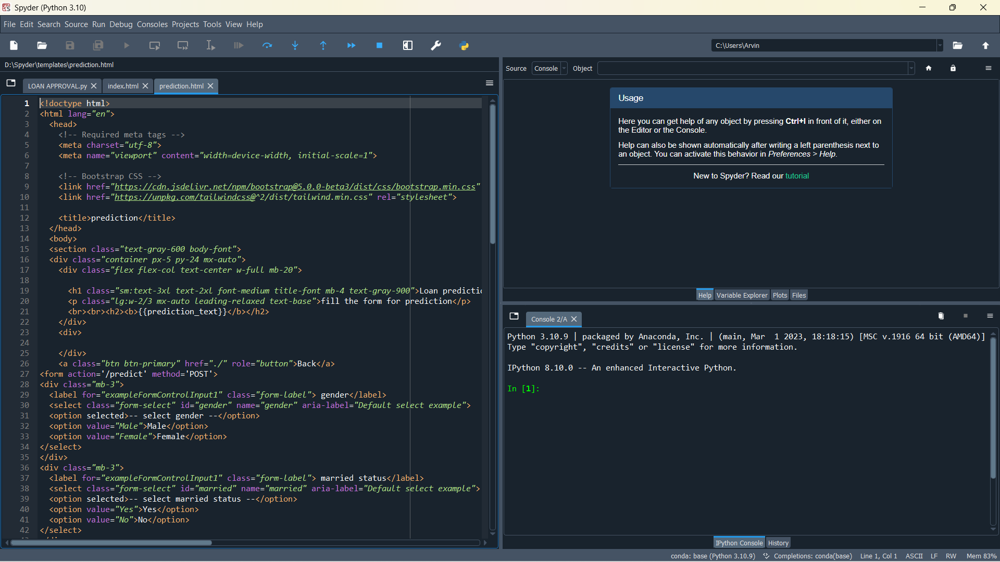 Spyder (Python 3.10)
File Edit Search Source Run Debug Consoles Projects Tools View Help
C:\Users\Arvin
D:\Spyder\templates\prediction.html
LOAN APPROVAL.py
index.html
prediction.html
1 <!doctype html>
2 <html lang="en">
3 <head>
4 <!-- Required meta tags -->
5 <meta charset="utf-8">
6 <meta name="viewport" content="width=device-width, initial-scale=1">
7
8 <!-- Bootstrap CSS -->
9 <link href="https://cdn.jsdelivr.net/npm/bootstrap@5.0.0-beta3/dist/css/bootstrap.min.css"
10 <link href="https://unpkg.com/tailwindcss@^2/dist/tailwind.min.css" rel="stylesheet">
11
12 <title>prediction</title>
13 </head>
14 <body>
15 <section class="text-gray-600 body-font">
16 <div class="container px-5 py-24 mx-auto">
17 <div class="flex flex-col text-center w-full mb-20">
18
19 <h1 class="sm:text-3xl text-2xl font-medium title-font mb-4 text-gray-900">Loan predictic
20 <p class="lg:w-2/3 mx-auto leading-relaxed text-base">fill the form for prediction</p>
21 <br><br><h2><b>{{prediction_text}}</b></h2>
22 </div>
23 <div>
24
25 </div>
26 <a class="btn btn-primary" href="./" role="button">Back</a>
27 <form action='/predict' method='POST'>
28 <div class="mb-3">
29 <label for="exampleFormControlInput1" class="form-label"> gender</label>
30 <select class="form-select" id="gender" name="gender" aria-label="Default select example">
31 <option selected>-- select gender --</option>
32 <option value="Male">Male</option>
33 <option value="Female">Female</option>
34 </select>
35 </div>
36 <div class="mb-3">
37 <label for="exampleFormControlInput1" class="form-label"> married status</label>
38 <select class="form-select" id="married" name="married" aria-label="Default select example">
39 <option selected>-- select married status --</option>
40 <option value="Yes">Yes</option>
41 <option value="No">No</option>
42 </select>
Source Console Object
Usage
Here you can get help of any object by pressing Ctrl+I in front of it, either on
the Editor or the Console.
Help can also be shown automatically after writing a left parenthesis next to
an object. You can activate this behavior in Preferences > Help.
New to Spyder? Read our tutorial
Help Variable Explorer Plots Files
Console 2/A
Python 3.10.9 | packaged by Anaconda, Inc. | (main, Mar  1 2023, 18:18:15) [MSC v.1916 64 bit (AMD64)]
Type "copyright", "credits" or "license" for more information.
IPython 8.10.0 -- An enhanced Interactive Python.
In [1]:
IPython Console History
conda: base (Python 3.10.9) Completions: conda(base) Line 1, Col 1 ASCII LF RW Mem 83%